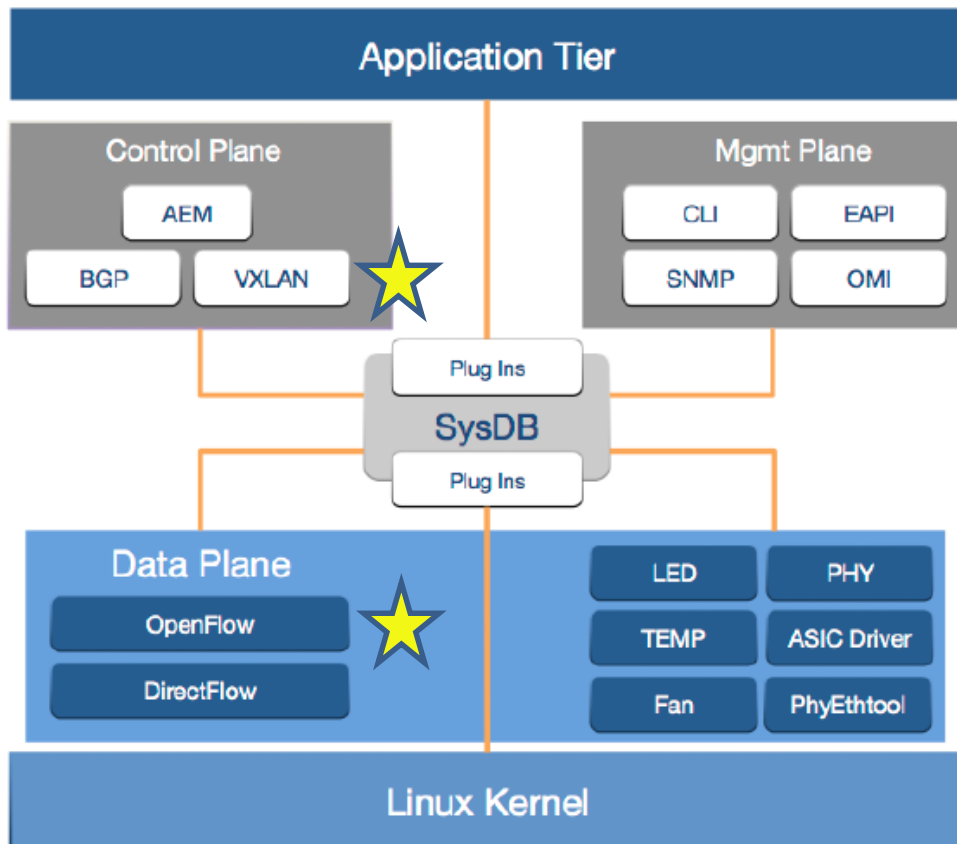 Application Tier
Control Plane
AEM
BGP
VXLAN
Mgmt Plane
CLI
EAPI
SNMP
OMI
Plug Ins
SysDB
Plug Ins
Data Plane
OpenFlow
DirectFlow
LED
PHY
TEMP
ASIC Driver
Fan
PhyEthtool
Linux Kernel